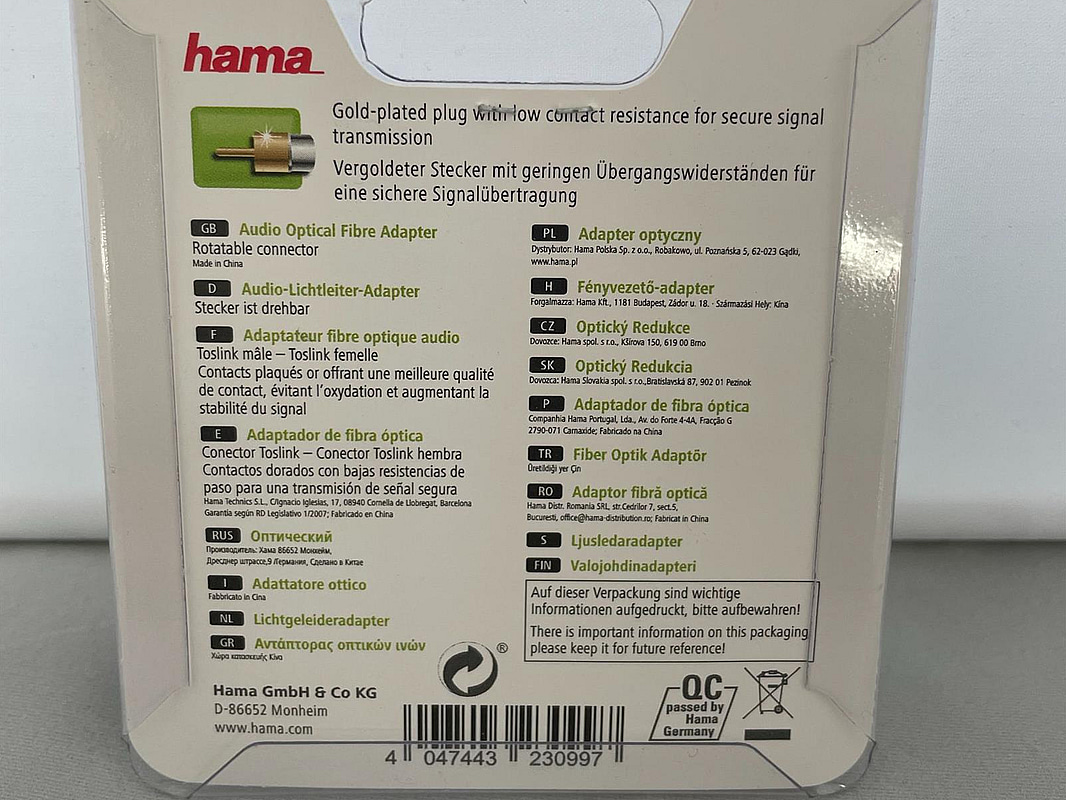 hama
Gold-plated plug with low contact resistance for secure signal
transmission
Vergoldeter Stecker mit geringen Übergangswiderständen für
eine sichere Signalübertragung
GB Audio Optical Fibre Adapter
Rotatable connector
Made in China
D Audio-Lichtleiter-Adapter
Stecker ist drehbar
F Adaptateur fibre optique audio
Toslink mâle – Toslink femelle
Contacts plaqués or offrant une meilleure qualité
de contact, évitant l'oxydation et augmentant la
stabilité du signal
E Adaptador de fibra óptica
Conector Toslink – Conector Toslink hembra
Contactos dorados con bajas resistencias de
paso para una transmisión de señal segura
Hama Technics S.L., C/Ignacio Iglesias, 17, 08940 Cornella de Llobregat, Barcelona
Garantía según RD Legislativo 1/2007; Fabricado en China
RUS Оптический
Производитель: Хама 86652 Монхейм,
Дресднер штрассе,9 /Германия, Сделано в Китае
I Adattatore ottico
Fabbricato in Cina
NL Lichtgeleideradapter
GR Αντάπτορας οπτικών ινών
Χώρα κατασκευής Κίνα
PL Adapter optyczny
Dystrybutor: Hama Polska Sp. z o.o., Robakowo, ul. Poznańska 5, 62-023 Gądki,
www.hama.pl
H Fényvezető-adapter
Forgalmazza: Hama Kft., 1181 Budapest, Zádor u. 18. - Származási Hely: Kína
CZ Optický Redukce
Dovozce: Hama spol. s r.o., Kšírova 150, 619 00 Brno
SK Optický Redukcia
Dovozca: Hama Slovakia spol. s r.o.,Bratislavská 87, 902 01 Pezinok
P Adaptador de fibra óptica
Companhia Hama Portugal, Lda., Av. do Forte 4-4A, Fracção G
2790-071 Carnaxide; Fabricado na China
TR Fiber Optik Adaptör
Üretildiği yer Çin
RO Adaptor fibră optică
Hama Distr. Romania SRL, str.Cedrilor 7, sect.5,
Bucuresti, office@hama-distribution.ro; Fabricat in China
S Ljusledaradapter
FIN Valojohdinadapteri
Auf dieser Verpackung sind wichtige
Informationen aufgedruckt, bitte aufbewahren!
There is important information on this packaging
please keep it for future reference!
Hama GmbH & Co KG
D-86652 Monheim
www.hama.com
®
4 047443 230997
QC
passed by
Hama
Germany